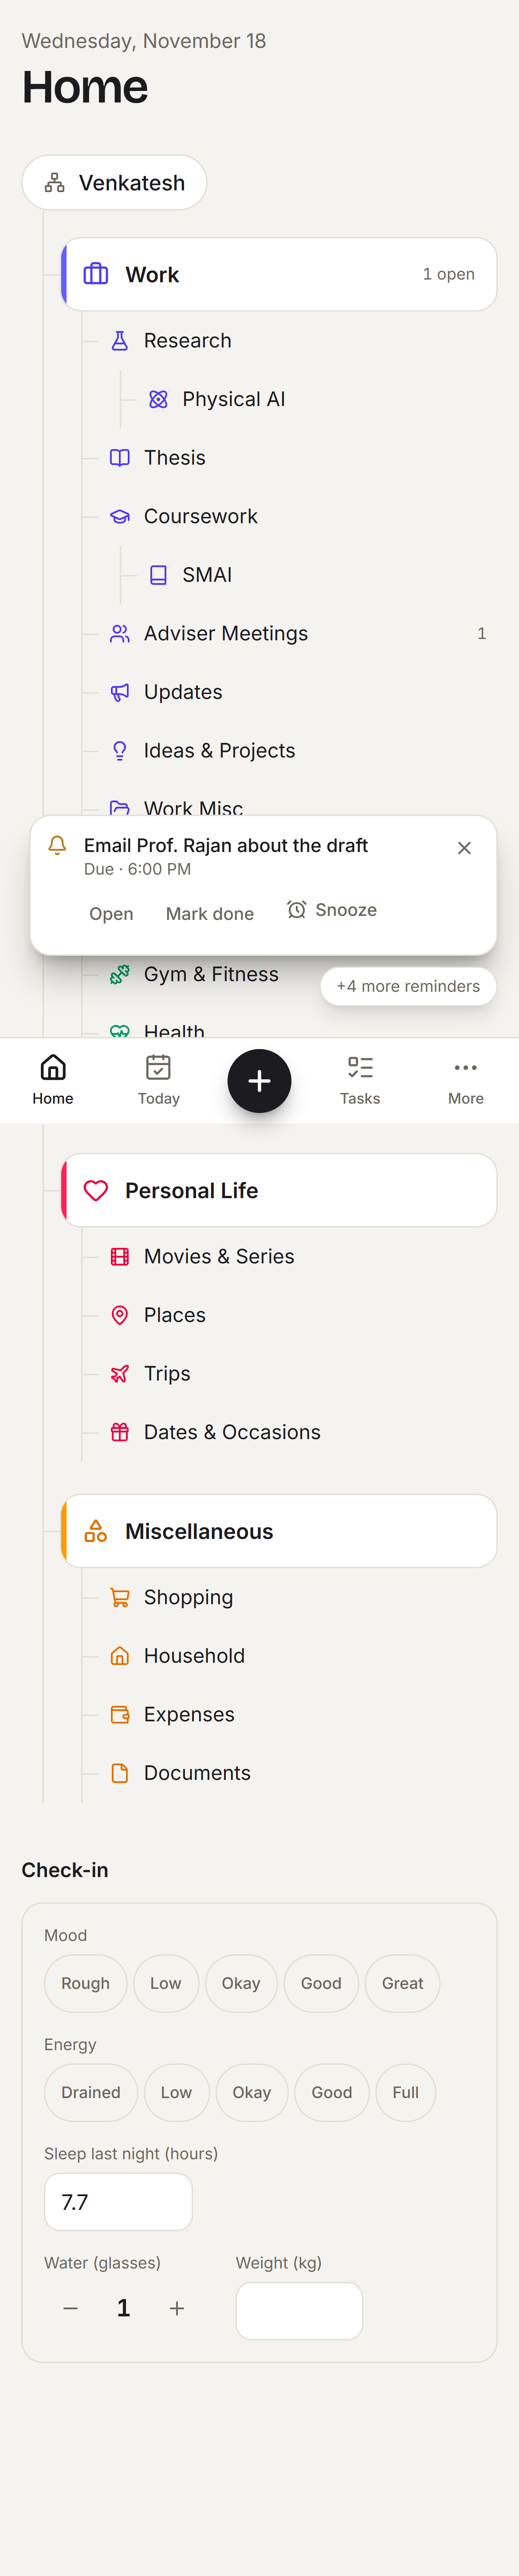 Wednesday, November 18
Home
Venkatesh
Work 1 open
Research
Physical AI
Thesis
Coursework
SMAI
Adviser Meetings 1
Updates
Ideas & Projects
Work Misc
Email Prof. Rajan about the draft
Due · 6:00 PM
Open Mark done Snooze
Gym & Fitness
+4 more reminders
Health
Home Today Tasks More
Personal Life
Movies & Series
Places
Trips
Dates & Occasions
Miscellaneous
Shopping
Household
Expenses
Documents
Check-in
Mood
Rough Low Okay Good Great
Energy
Drained Low Okay Good Full
Sleep last night (hours)
7.7
Water (glasses) Weight (kg)
− 1 +